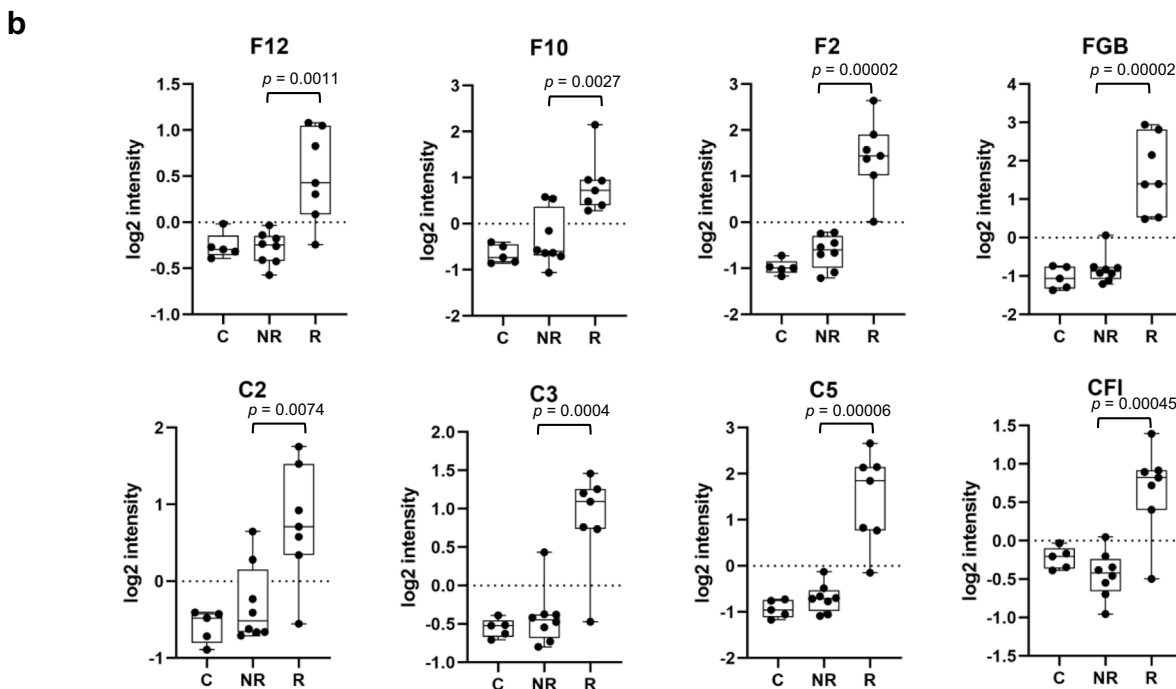 b
F12
F10
F2
FGB
p = 0.0011
p = 0.0027
p = 0.00002
p = 0.00002
log2 intensity
1.5
1.0
0.5
0.0
-0.5
-1.0
C NR R
log2 intensity
3
2
1
0
-1
-2
C NR R
log2 intensity
3
2
1
0
-1
-2
C NR R
log2 intensity
4
3
2
1
0
-1
-2
C NR R
C2
C3
C5
CFI
p = 0.0074
p = 0.0004
p = 0.00006
p = 0.00045
log2 intensity
2
1
0
-1
C NR R
log2 intensity
2.0
1.5
1.0
0.5
0.0
-0.5
-1.0
C NR R
log2 intensity
3
2
1
0
-1
-2
C NR R
log2 intensity
1.5
1.0
0.5
0.0
-0.5
-1.0
-1.5
C NR R